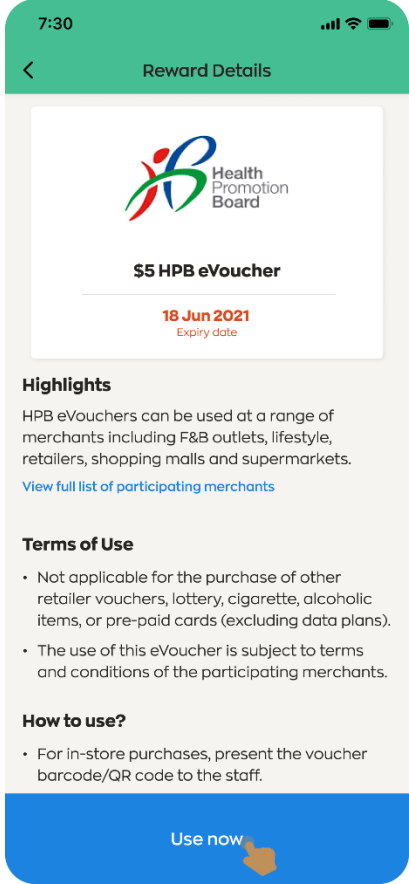 7:30
Reward Details
Health
Promotion
Board
$5 HPB eVoucher
18 Jun 2021
Expiry date
Highlights
HPB eVouchers can be used at a range of
merchants including F&B outlets, lifestyle,
retailers, shopping malls and supermarkets.
View full list of participating merchants
Terms of Use
• Not applicable for the purchase of other
retailer vouchers, lottery, cigarette, alcoholic
items, or pre-paid cards (excluding data plans).
• The use of this eVoucher is subject to terms
and conditions of the participating merchants.
How to use?
• For in-store purchases, present the voucher
barcode/QR code to the staff.
Use now